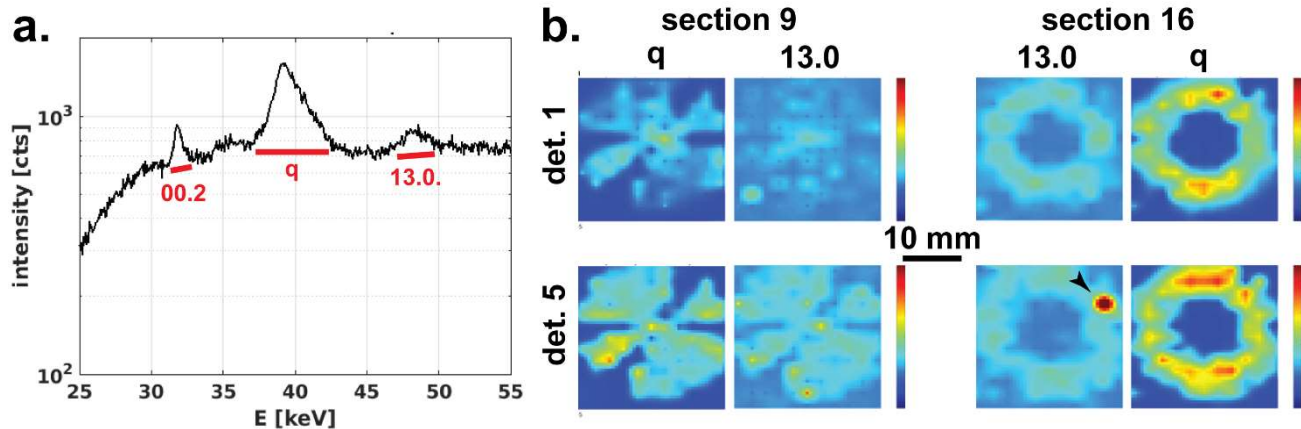 a.
intensity [cts]
10³
10²
00.2
q
13.0.
25 30 35 40 45 50 55
E [keV]
b.
section 9 section 16
q 13.0 13.0 q
det. 1
10 mm
det. 5